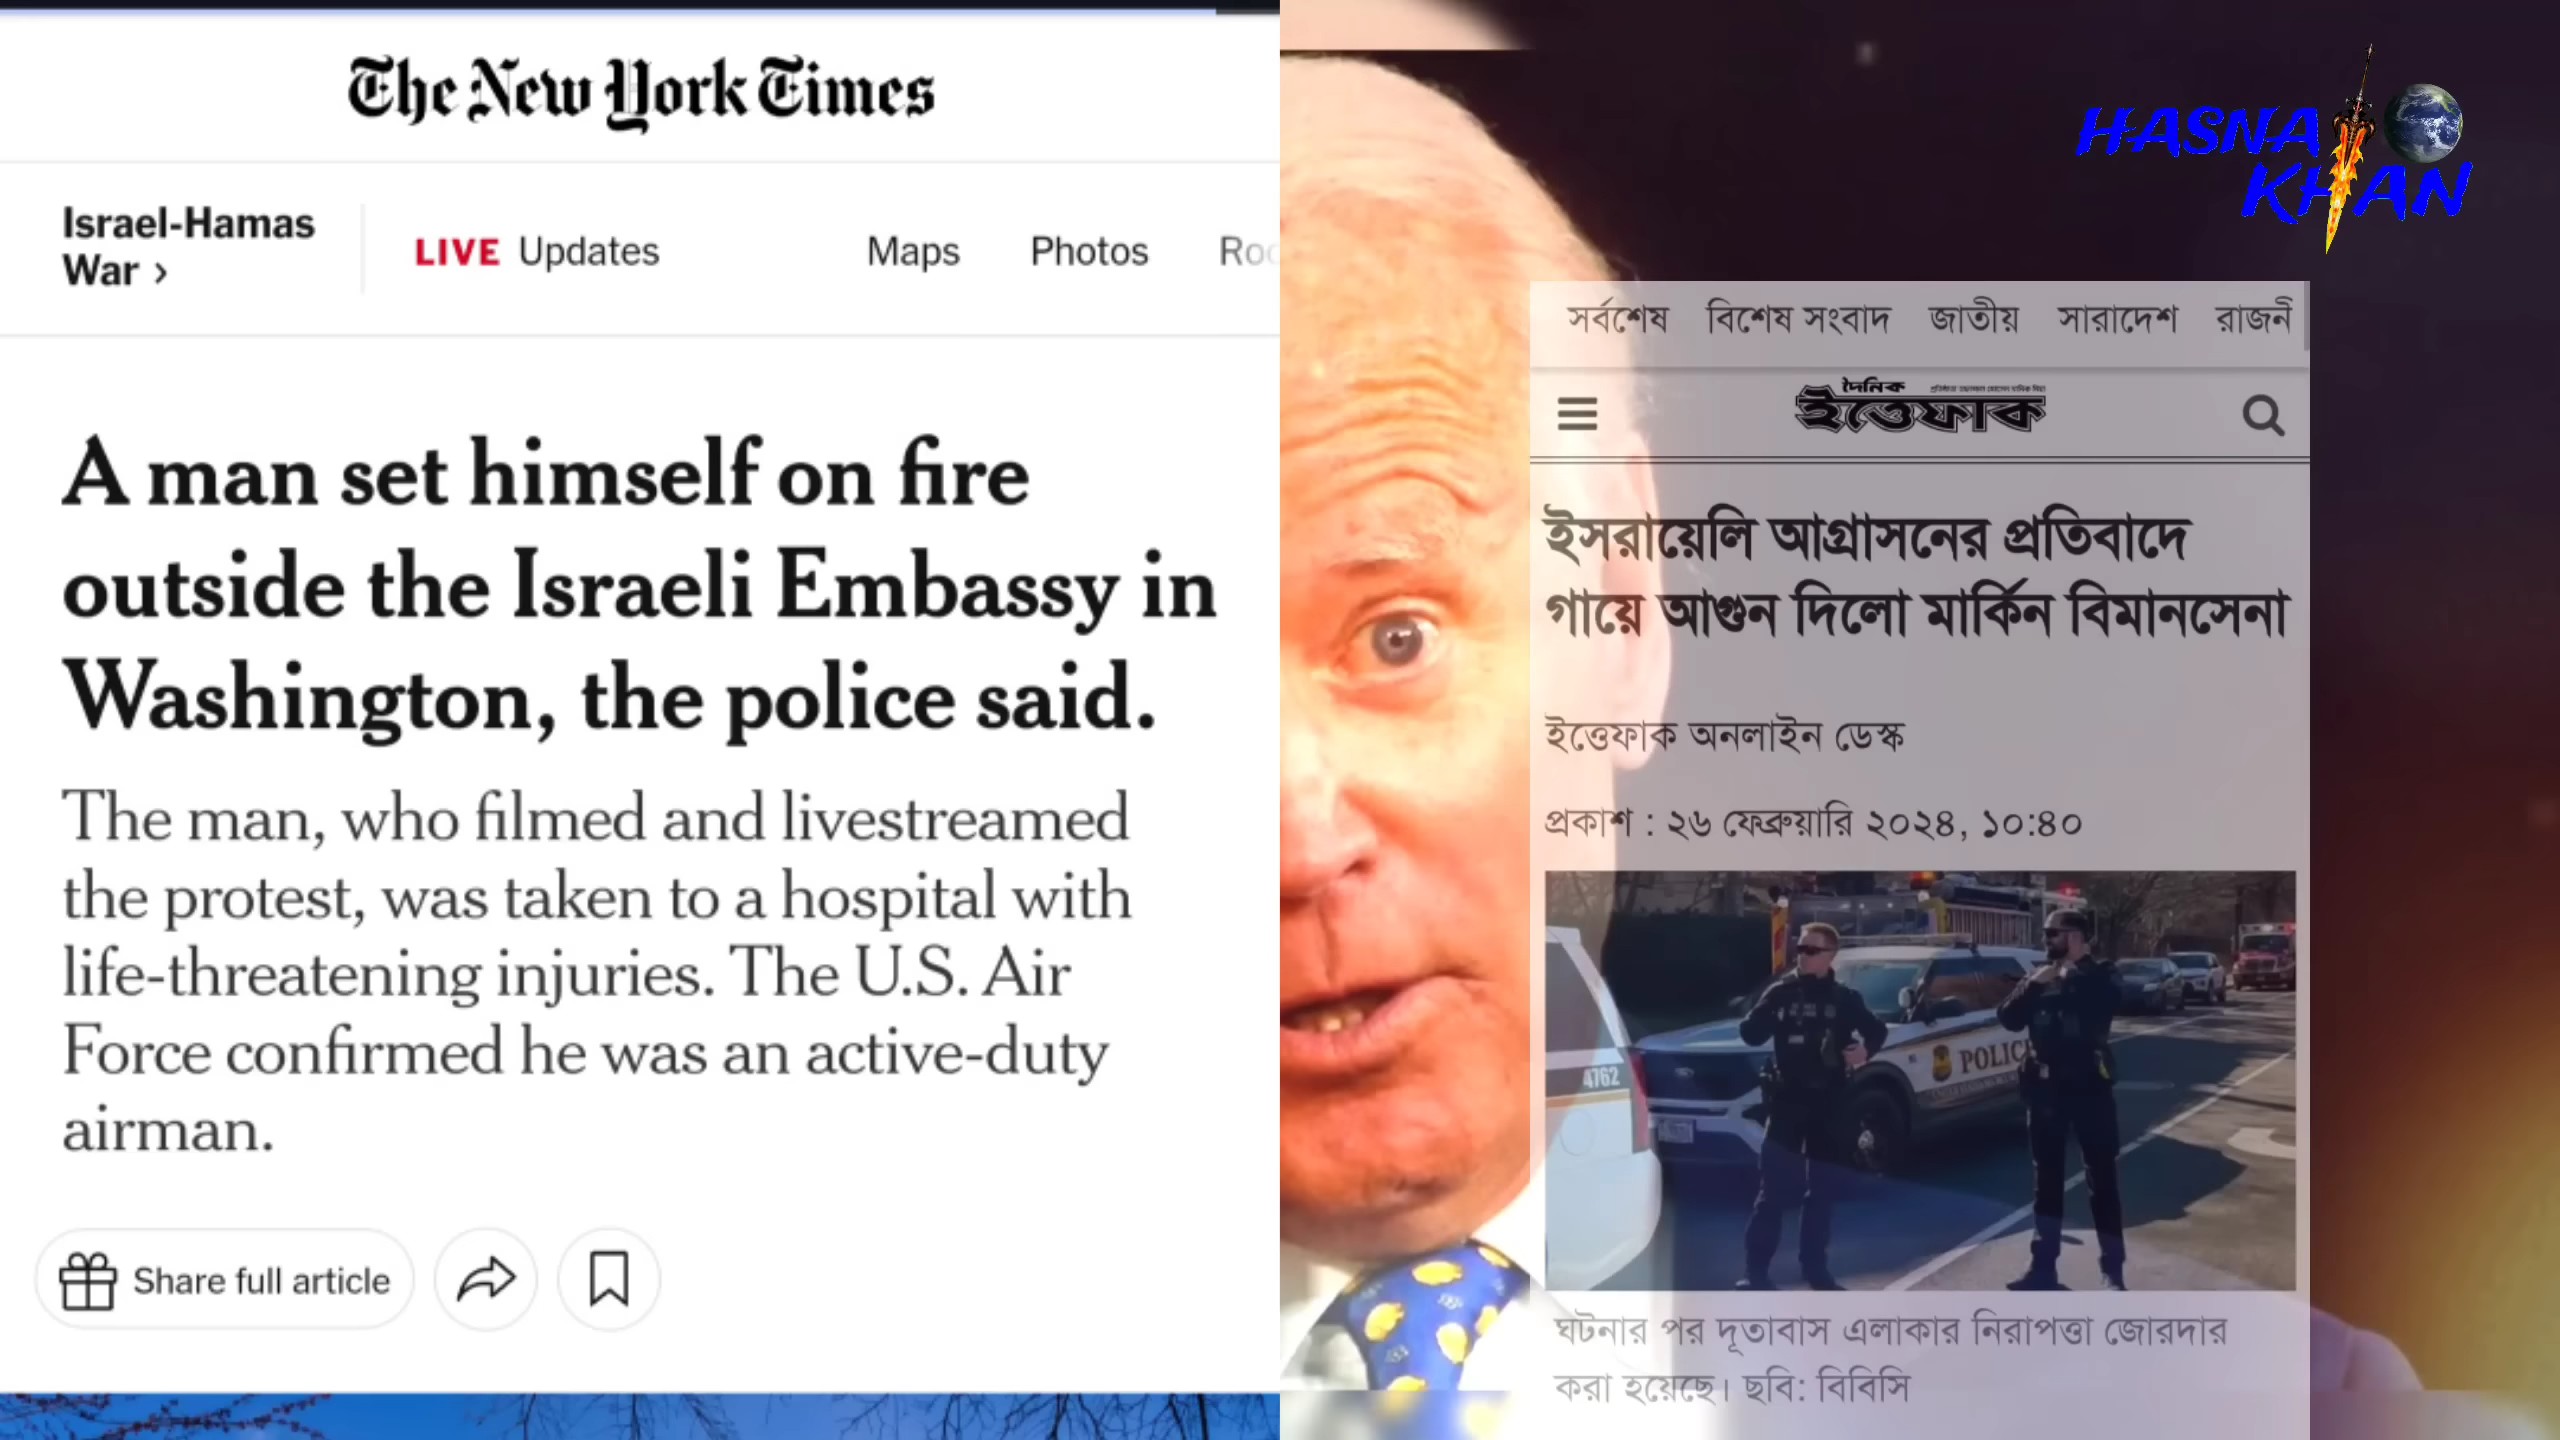 The New York Times
Israel-Hamas
War >
LIVE Updates
Maps
Photos
Roo
A man set himself on fire
outside the Israeli Embassy in
Washington, the police said.
The man, who filmed and livestreamed
the protest, was taken to a hospital with
life-threatening injuries. The U.S. Air
Force confirmed he was an active-duty
airman.
Share full article
HASNA
KHAN
সর্বশেষ বিশেষ সংবাদ জাতীয় সারাদেশ রাজনী
দৈনিক
ইত্তেফাক
ইসরায়েলি আগ্রাসনের প্রতিবাদে
গায়ে আগুন দিলো মার্কিন বিমানসেনা
ইত্তেফাক অনলাইন ডেস্ক
প্রকাশ : ২৬ ফেব্রুয়ারি ২০২৪, ১০:৪০
4762
POLICE
ঘটনার পর দূতাবাস এলাকার নিরাপত্তা জোরদার
করা হয়েছে। ছবি: বিবিসি